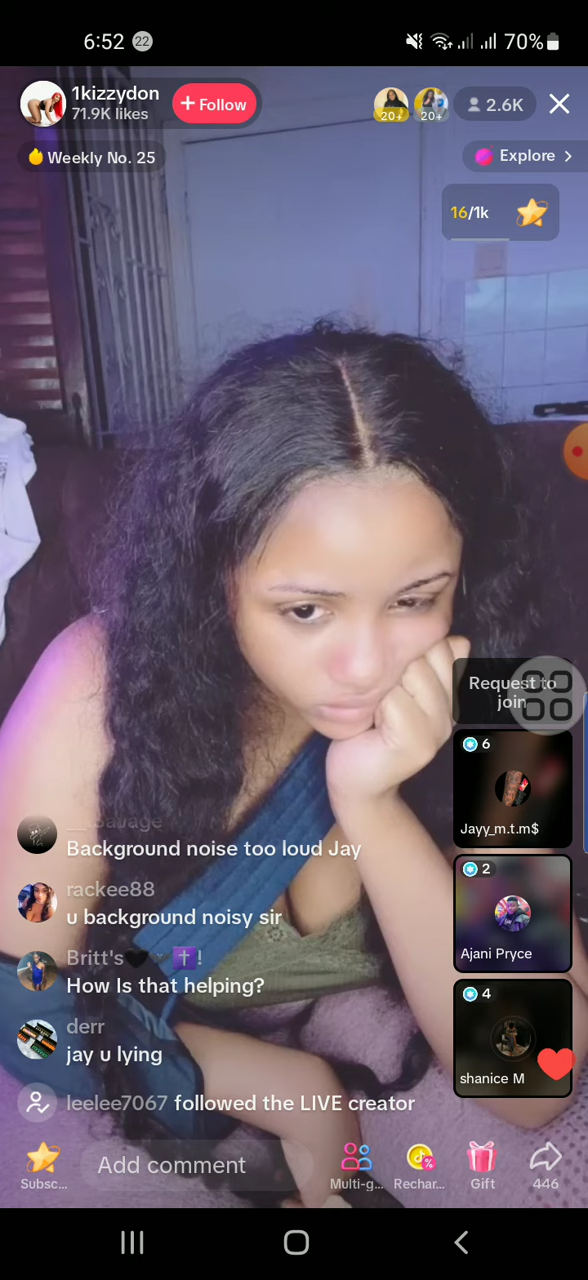 6:52 22 70%
1kizzydon
71.9K likes
+ Follow
20+ 20+
2.6K
Weekly No. 25
Explore >
16/1k
Request to
join
6
Jayy_m.t.m$
2
Ajani Pryce
4
shanice M
Background noise too loud Jay
rackee88
u background noisy sir
Britt's🖤 ✝️!
How Is that helping?
derr
jay u lying
leelee7067 followed the LIVE creator
Add comment
Subsc... Multi-g... Rechar... Gift 446